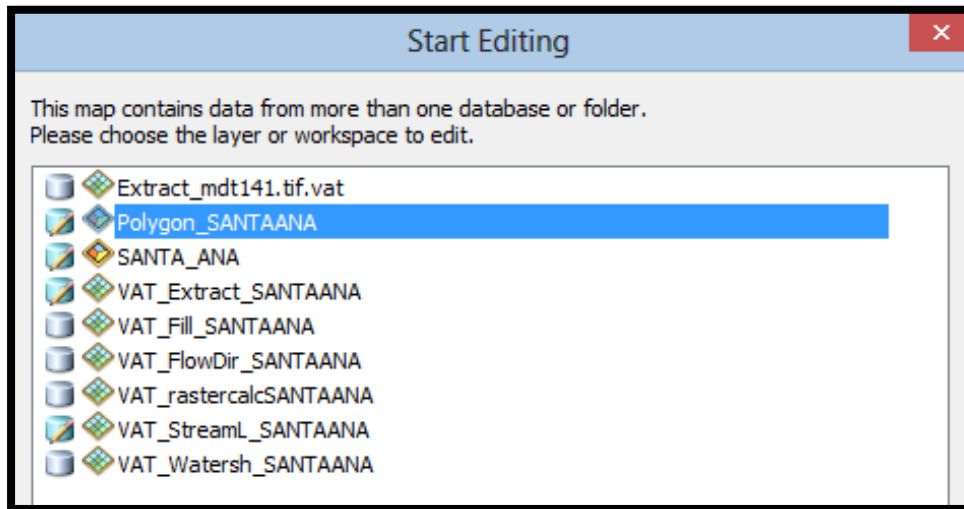 Start Editing
This map contains data from more than one database or folder.
Please choose the layer or workspace to edit.
Extract_mdt141.tif.vat
Polygon_SANTAANA
SANTA_ANA
VAT_Extract_SANTAANA
VAT_Fill_SANTAANA
VAT_FlowDir_SANTAANA
VAT_rastercalcSANTAANA
VAT_StreamL_SANTAANA
VAT_Watersh_SANTAANA